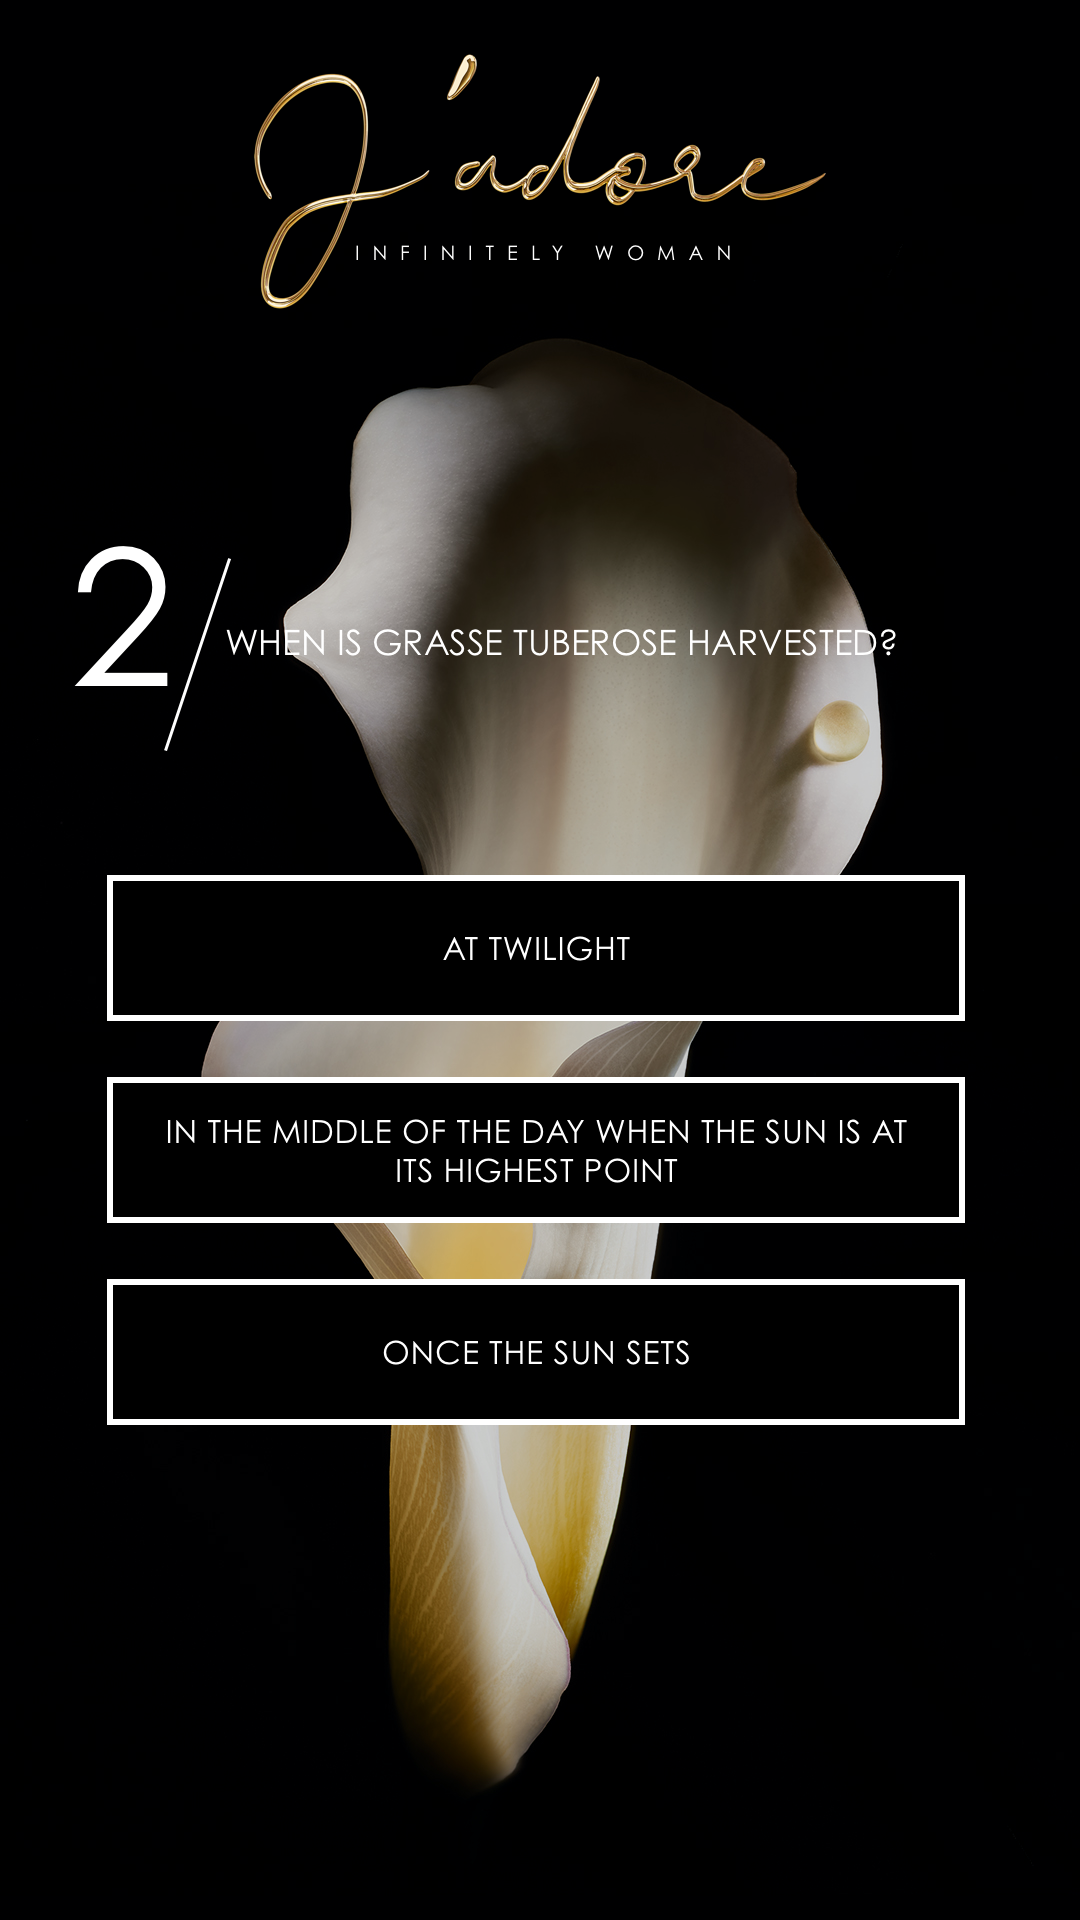 J'adore
INFINITELY WOMAN
2/
WHEN IS GRASSE TUBEROSE HARVESTED?
AT TWILIGHT
IN THE MIDDLE OF THE DAY WHEN THE SUN IS AT
ITS HIGHEST POINT
ONCE THE SUN SETS